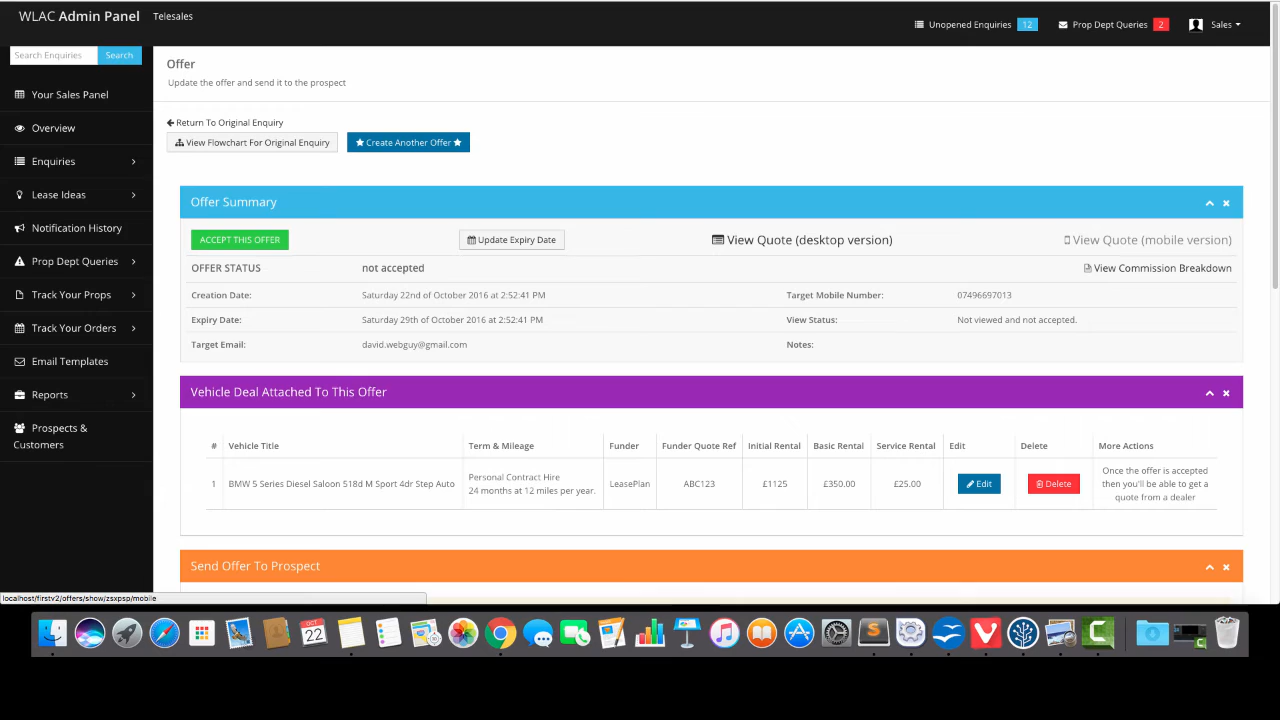 WLAC Admin Panel
Telesales
Unopened Enquiries 12
Prop Dept Queries 2
Sales
Search Enquiries
Search
Your Sales Panel
Overview
Enquiries
Lease Ideas
Notification History
Prop Dept Queries
Track Your Props
Track Your Orders
Email Templates
Reports
Prospects &
Customers
Offer
Update the offer and send it to the prospect
Return To Original Enquiry
View Flowchart For Original Enquiry
Create Another Offer
Offer Summary
ACCEPT THIS OFFER
Update Expiry Date
View Quote (desktop version)
View Quote (mobile version)
OFFER STATUS not accepted
View Commission Breakdown
Creation Date: Saturday 22nd of October 2016 at 2:52:41 PM
Target Mobile Number: 07496697013
Expiry Date: Saturday 29th of October 2016 at 2:52:41 PM
View Status: Not viewed and not accepted.
Target Email: david.webguy@gmail.com
Notes:
Vehicle Deal Attached To This Offer
# Vehicle Title Term & Mileage Funder Funder Quote Ref Initial Rental Basic Rental Service Rental Edit Delete More Actions
1 BMW 5 Series Diesel Saloon 518d M Sport 4dr Step Auto
Personal Contract Hire
24 months at 12 miles per year.
LeasePlan ABC123 £1125 £350.00 £25.00 Edit Delete
Once the offer is accepted
then you'll be able to get a
quote from a dealer
Send Offer To Prospect
localhost/firstv2/offers/show/zsxpsp/mobile
OCT
22